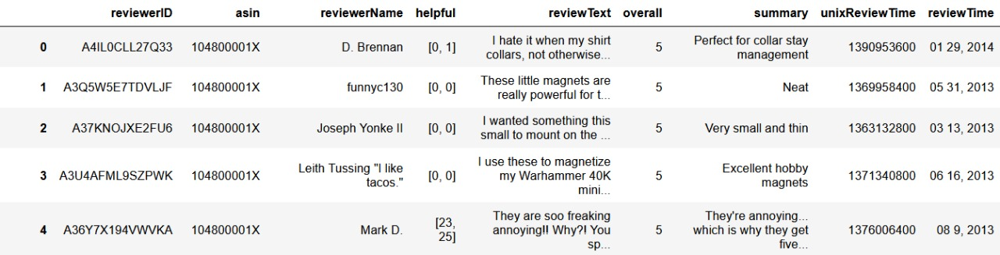 reviewerID asin reviewerName helpful reviewText overall summary unixReviewTime reviewTime
0 A4IL0CLL27Q33 104800001X D. Brennan [0, 1] I hate it when my shirt collars, not otherwise... 5 Perfect for collar stay management 1390953600 01 29, 2014
1 A3Q5W5E7TDVLJF 104800001X funnyc130 [0, 0] These little magnets are really powerful for t... 5 Neat 1369958400 05 31, 2013
2 A37KNOJXE2FU6 104800001X Joseph Yonke II [0, 0] I wanted something this small to mount on the ... 5 Very small and thin 1363132800 03 13, 2013
3 A3U4AFML9SZPWK 104800001X Leith Tussing "I like tacos." [0, 0] I use these to magnetize my Warhammer 40K mini... 5 Excellent hobby magnets 1371340800 06 16, 2013
4 A36Y7X194VWVKA 104800001X Mark D. [23, 25] They are soo freaking annoying!! Why?! You sp... 5 They're annoying... which is why they get five... 1376006400 08 9, 2013